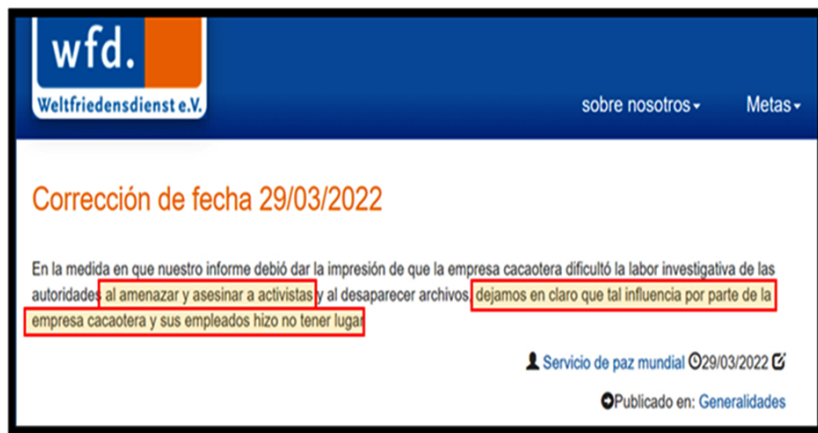 wfd.
Weltfriedensdienst e.V.
sobre nosotros
Metas
Corrección de fecha 29/03/2022
En la medida en que nuestro informe debió dar la impresión de que la empresa cacaotera dificultó la labor investigativa de las
autoridades al amenazar y asesinar a activistas y al desaparecer archivos, dejamos en claro que tal influencia por parte de la
empresa cacaotera y sus empleados hizo no tener lugar
Servicio de paz mundial 29/03/2022
Publicado en: Generalidades